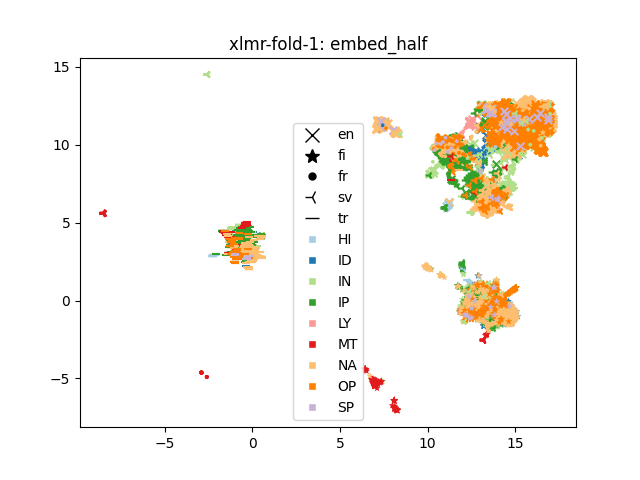 xlmr-fold-1: embed_half
15
10
5
0
−5
−5
0
5
10
15
en
fi
fr
sv
tr
HI
ID
IN
IP
LY
MT
NA
OP
SP